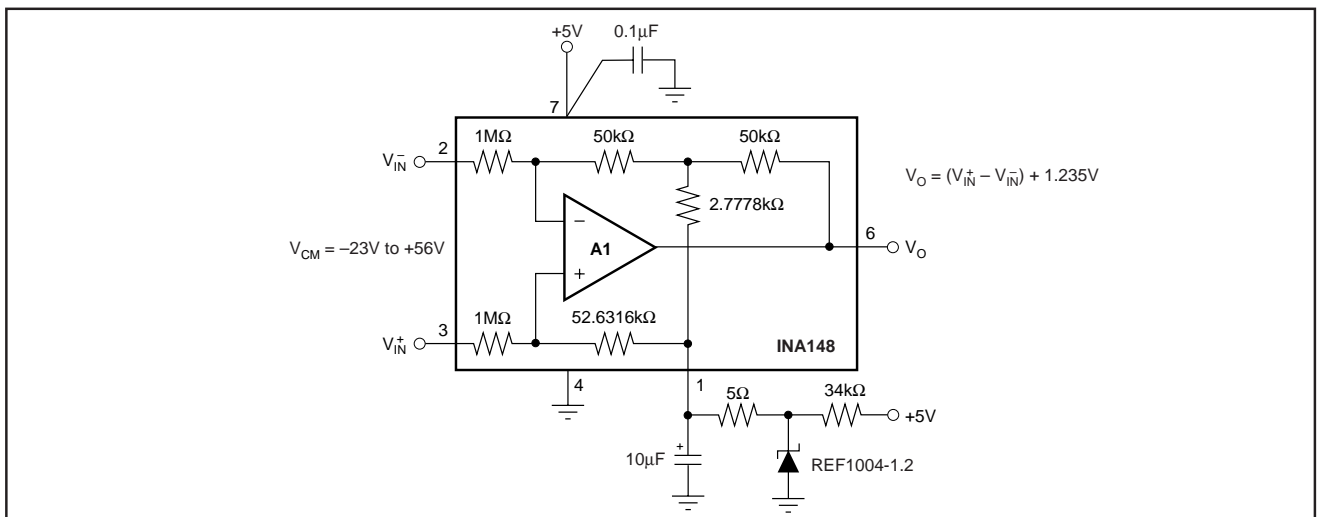 +5V
0.1µF
7
1MΩ
50kΩ
50kΩ
V⁻IN
2
VO = (V⁺IN – V⁻IN) + 1.235V
2.7778kΩ
–
A1
+
6
VO
VCM = –23V to +56V
1MΩ
52.6316kΩ
V⁺IN
3
INA148
4
1
5Ω
34kΩ
+5V
+
10µF
REF1004-1.2